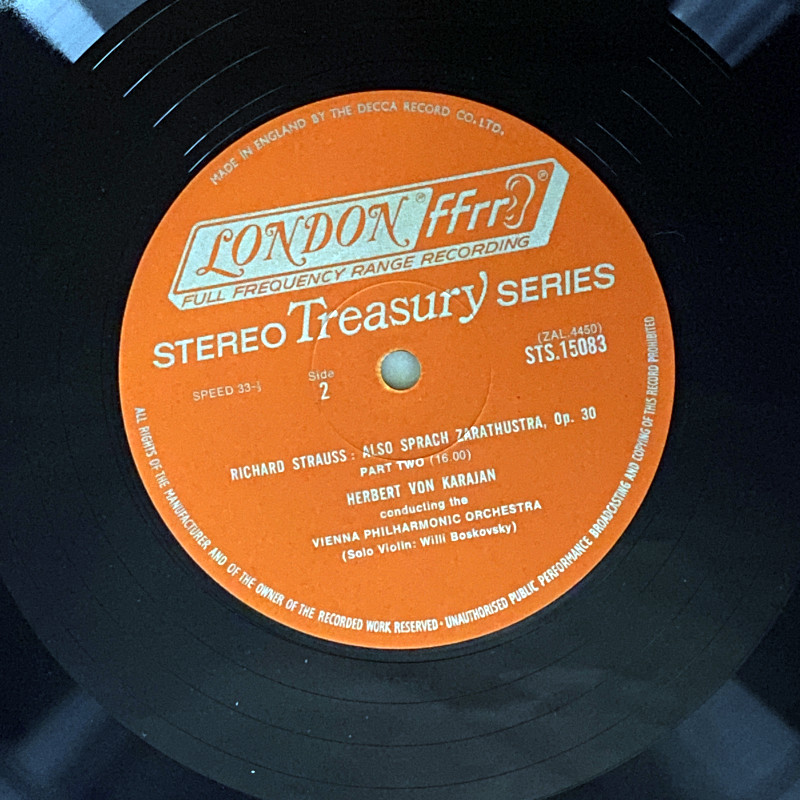 MADE IN ENGLAND BY THE DECCA RECORD CO. LTD.
LONDON® ffrr ®
FULL FREQUENCY RANGE RECORDING
STEREO Treasury SERIES
(ZAL.4450)
STS.15083
SPEED 33⅓
Side
2
RICHARD STRAUSS: ALSO SPRACH ZARATHUSTRA, Op. 30
PART TWO (16.00)
HERBERT VON KARAJAN
conducting the
VIENNA PHILHARMONIC ORCHESTRA
(Solo Violin: Willi Boskovsky)
ALL RIGHTS OF THE MANUFACTURER AND OF THE OWNER OF THE RECORDED WORK RESERVED · UNAUTHORISED PUBLIC PERFORMANCE BROADCASTING AND COPYING OF THIS RECORD PROHIBITED